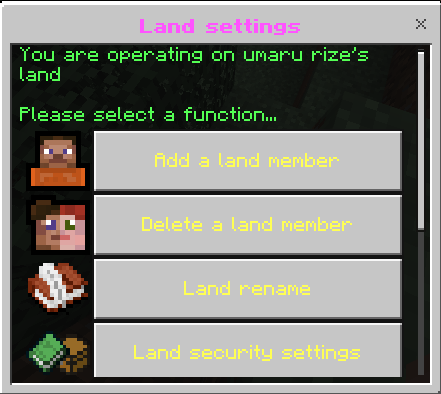 Land settings
You are operating on umaru rize's
land
Please select a function...
Add a land member
Delete a land member
Land rename
Land security settings